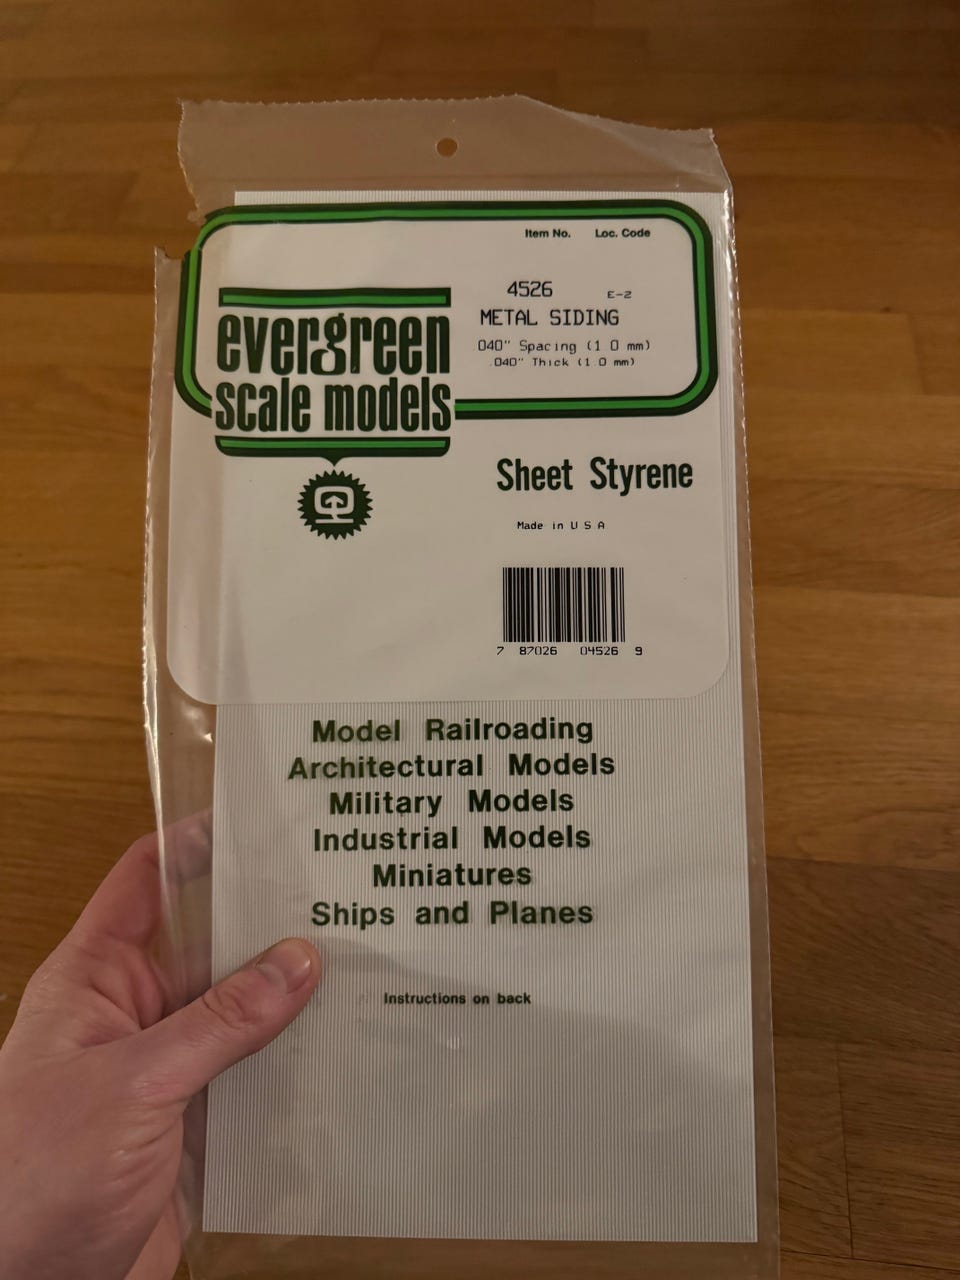 Item No. Loc. Code
4526 E-2
METAL SIDING
.040" Spacing (1.0 mm)
.040" Thick (1.0 mm)
evergreen
scale models
Sheet Styrene
Made in U S A
7 87026 04526 9
Model Railroading
Architectural Models
Military Models
Industrial Models
Miniatures
Ships and Planes
Instructions on back